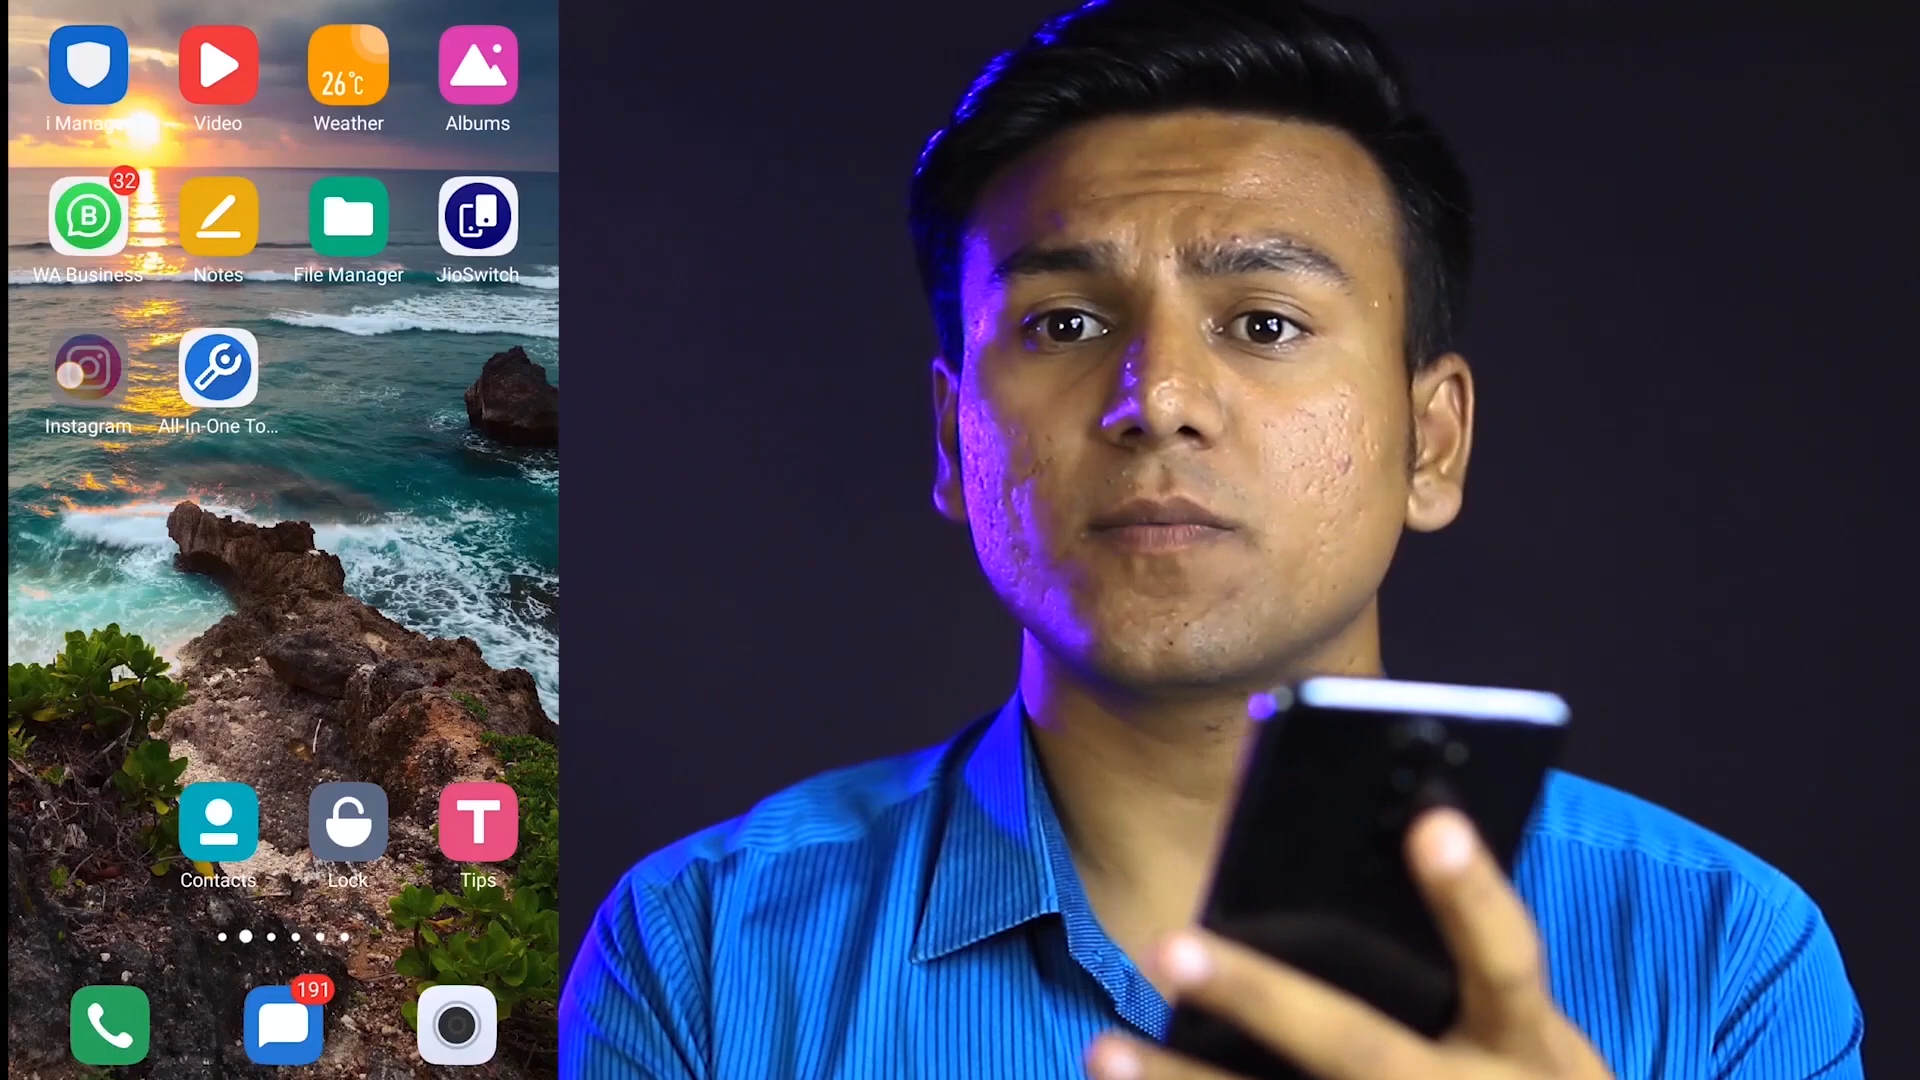 26°C
i Manager
Video
Weather
Albums
32
B
WA Business
Notes
File Manager
JioSwitch
Instagram
All-In-One To...
T
Contacts
Lock
Tips
191